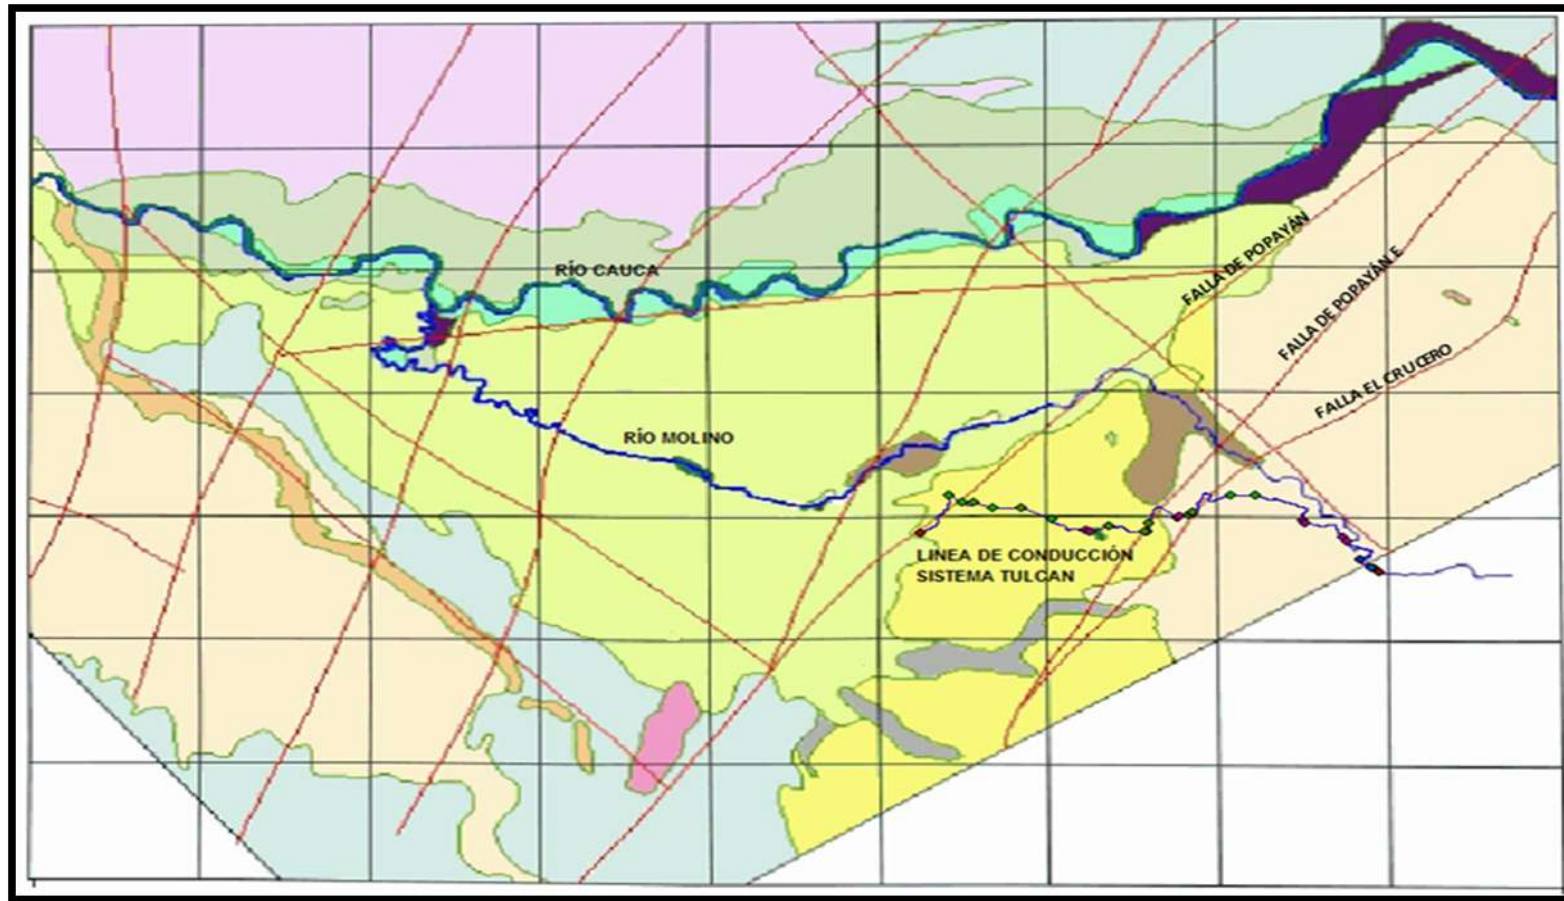 FALLA DE POPAYÁN
RÍO CAUCA
FALLA DE POPAYÁN E
FALLA EL CRUCERO
RÍO MOLINO
LINEA DE CONDUCCIÓN
SISTEMA TULCAN